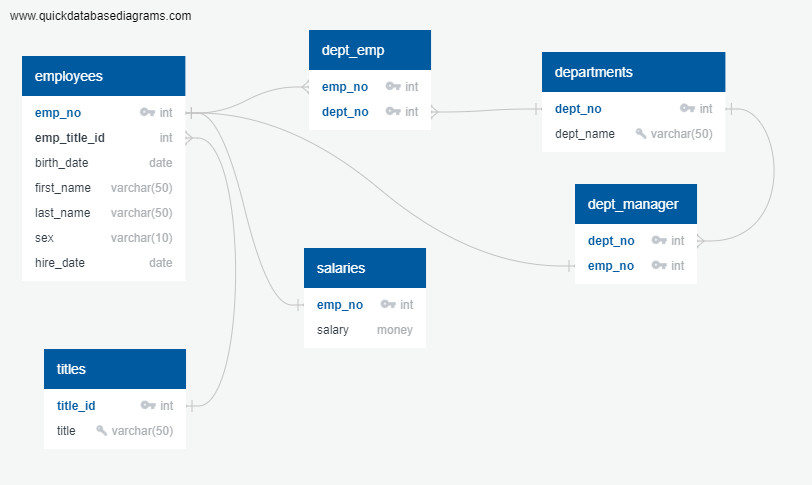 www.quickdatabasediagrams.com
employees
emp_no int
emp_title_id int
birth_date date
first_name varchar(50)
last_name varchar(50)
sex varchar(10)
hire_date date
dept_emp
emp_no int
dept_no int
departments
dept_no int
dept_name varchar(50)
dept_manager
dept_no int
emp_no int
salaries
emp_no int
salary money
titles
title_id int
title varchar(50)